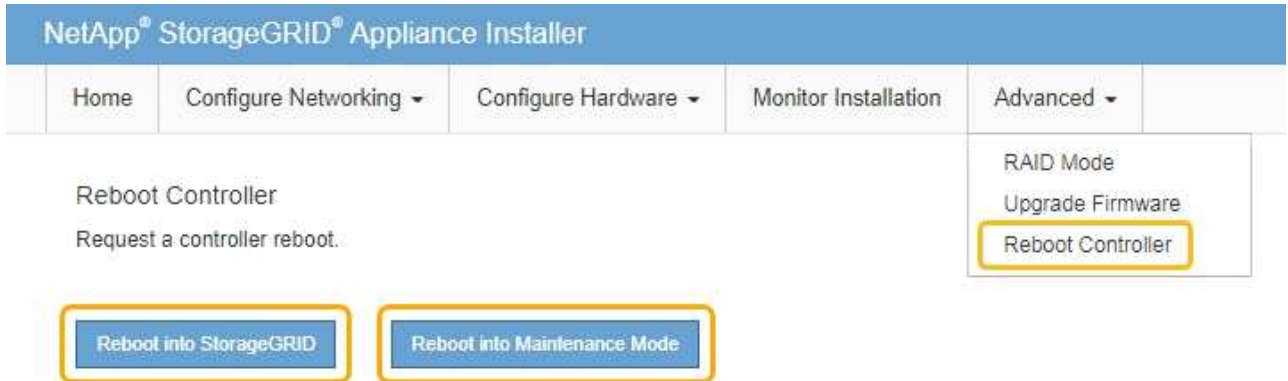 NetApp® StorageGRID® Appliance Installer
Home Configure Networking Configure Hardware Monitor Installation Advanced
RAID Mode
Upgrade Firmware
Reboot Controller
Reboot Controller
Request a controller reboot.
Reboot into StorageGRID Reboot into Maintenance Mode